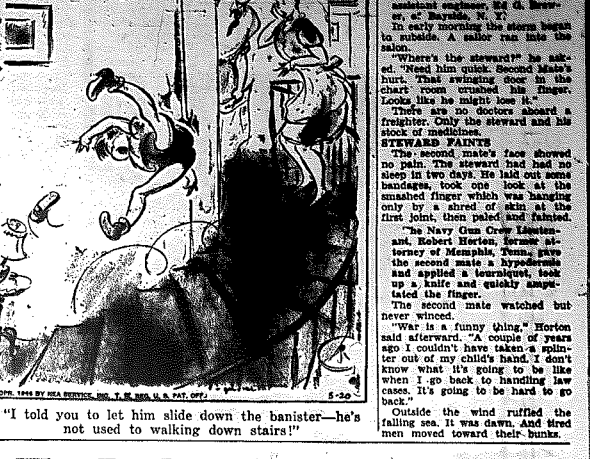 COPR. 1944 BY NEA SERVICE, INC. T. M. REG. U. S. PAT. OFF.
5-20
"I told you to let him slide down the banister—he's
not used to walking down stairs!"
assistant engineer, Ed G. Brew-
er, of Bayside, N. Y.
In early morning the storm began
to subside. A sailor ran into the
salon.
"Where's the steward?" he ask-
ed. "Need him quick. Second Mate's
hurt. That swinging door in the
chart room crushed his finger.
Looks like he might lose it."
There are no doctors aboard a
freighter. Only the steward and his
stock of medicines.
STEWARD FAINTS
The second mate's face showed
no pain. The steward had had no
sleep in two days. He laid out some
bandages, took one look at the
smashed finger which was hanging
only by a shred of skin at the
first joint, then paled and fainted.
The Navy Gun Crew Lieuten-
ant, Robert Horton, former at-
torney of Memphis, Tenn., gave
the second mate a hypodermic
and applied a tourniquet, took
up a knife and quickly ampu-
tated the finger.
The second mate watched but
never winced.
"War is a funny thing," Horton
said afterward. "A couple of years
ago I couldn't have taken a splin-
ter out of my child's hand. I don't
know what it's going to be like
when I go back to handling law
cases. It's going to be hard to go
back."
Outside the wind ruffled the
falling sea. It was dawn. And tired
men moved toward their bunks.